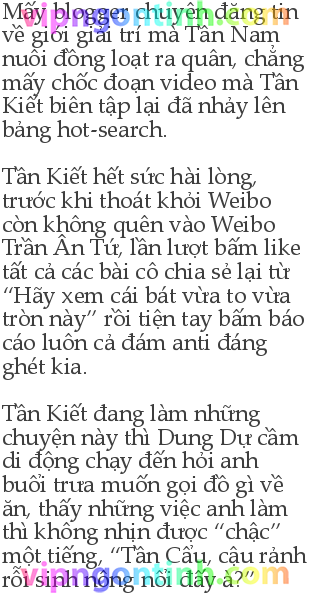 Mấy blogger chuyên đăng tin
về giới giải trí mà Tần Nam
nuôi đồng loạt ra quân, chẳng
mấy chốc đoạn video mà Tần
Kiết biên tập lại đã nhảy lên
bảng hot-search.
Tần Kiết hết sức hài lòng,
trước khi thoát khỏi Weibo
còn không quên vào Weibo
Trần Ân Tứ, lần lượt bấm like
tất cả các bài cô chia sẻ lại từ
“Hãy xem cái bát vừa to vừa
tròn này” rồi tiện tay bấm báo
cáo luôn cả đám anti đáng
ghét kia.
Tần Kiết đang làm những
chuyện này thì Dung Dự cầm
di động chạy đến hỏi anh
buổi trưa muốn gọi đồ gì về
ăn, thấy những việc anh làm
thì không nhịn được “chậc”
một tiếng, “Tần Cẩu, cậu rảnh
rỗi sinh nông nổi đấy à?”
vipngontinh.com
vipngontinh.com